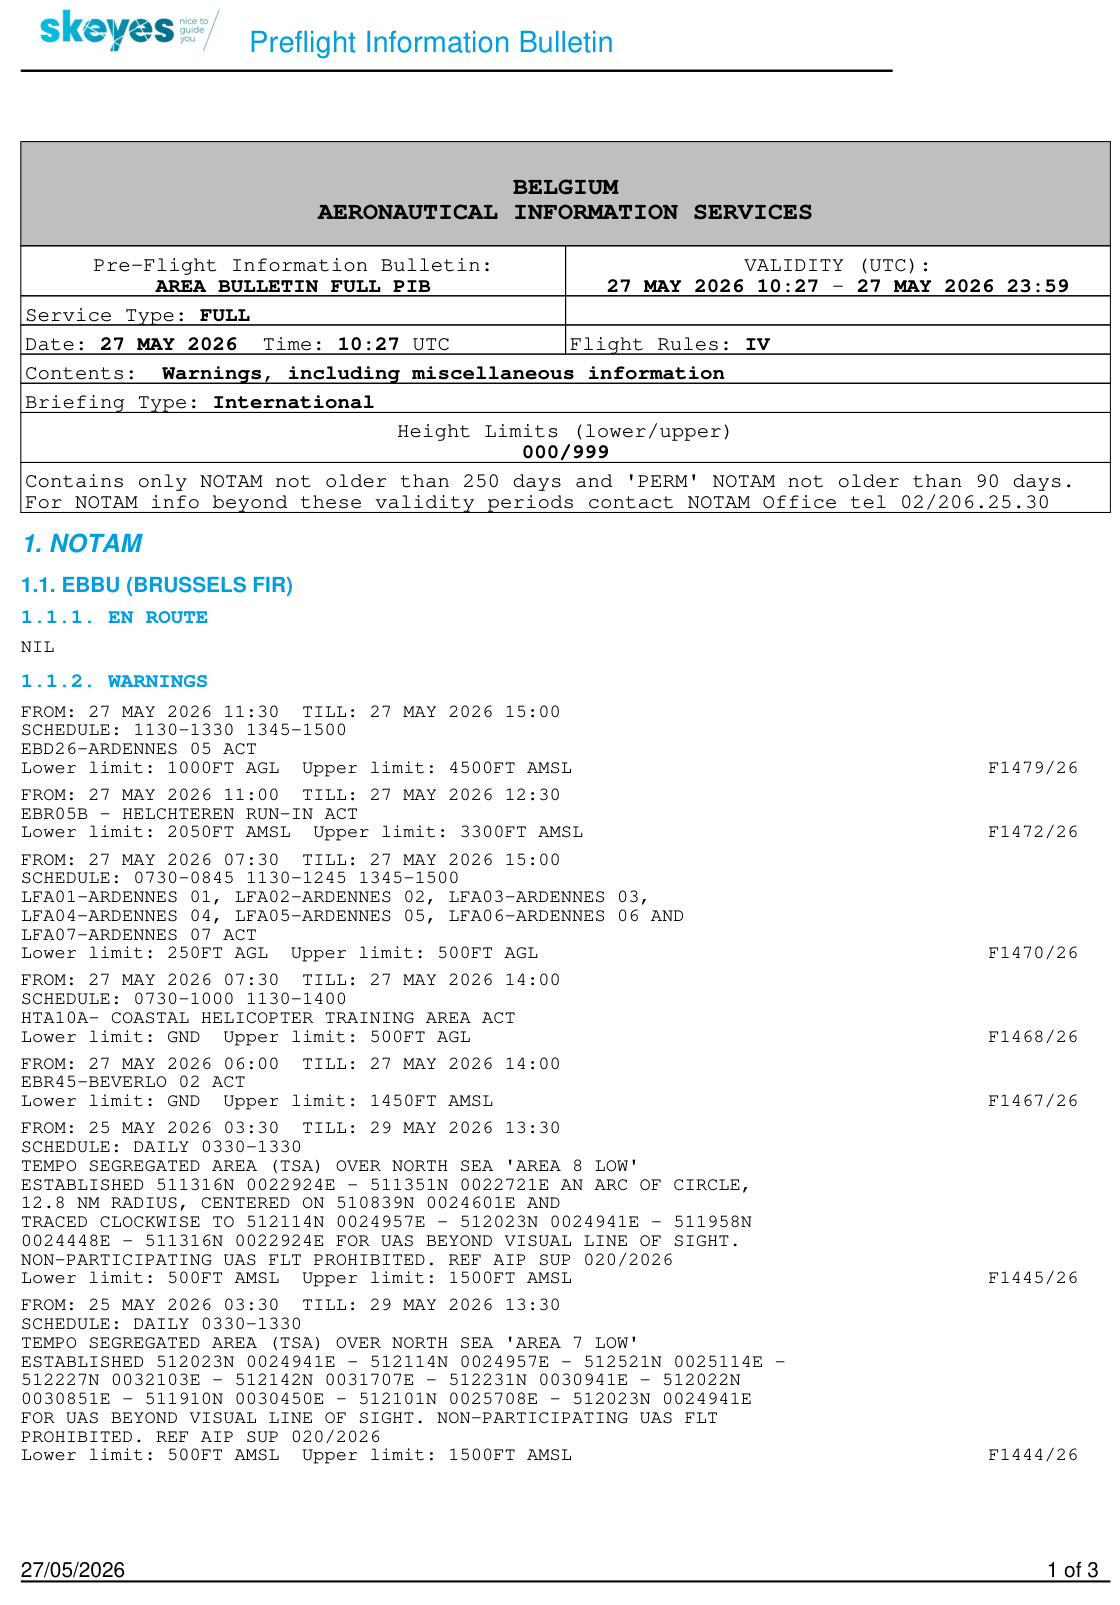 skeyes nice to guide you
Preflight Information Bulletin
BELGIUM
AERONAUTICAL INFORMATION SERVICES
Pre-Flight Information Bulletin:
AREA BULLETIN FULL PIB
VALIDITY (UTC):
27 MAY 2026 10:27 - 27 MAY 2026 23:59
Service Type: FULL
Date: 27 MAY 2026  Time: 10:27 UTC
Flight Rules: IV
Contents:  Warnings, including miscellaneous information
Briefing Type: International
Height Limits (lower/upper)
000/999
Contains only NOTAM not older than 250 days and 'PERM' NOTAM not older than 90 days.
For NOTAM info beyond these validity periods contact NOTAM Office tel 02/206.25.30
1. NOTAM
1.1. EBBU (BRUSSELS FIR)
1.1.1. EN ROUTE
NIL
1.1.2. WARNINGS
FROM: 27 MAY 2026 11:30  TILL: 27 MAY 2026 15:00
SCHEDULE: 1130-1330 1345-1500
EBD26-ARDENNES 05 ACT
Lower limit: 1000FT AGL  Upper limit: 4500FT AMSL F1479/26
FROM: 27 MAY 2026 11:00  TILL: 27 MAY 2026 12:30
EBR05B - HELCHTEREN RUN-IN ACT
Lower limit: 2050FT AMSL  Upper limit: 3300FT AMSL F1472/26
FROM: 27 MAY 2026 07:30  TILL: 27 MAY 2026 15:00
SCHEDULE: 0730-0845 1130-1245 1345-1500
LFA01-ARDENNES 01, LFA02-ARDENNES 02, LFA03-ARDENNES 03,
LFA04-ARDENNES 04, LFA05-ARDENNES 05, LFA06-ARDENNES 06 AND
LFA07-ARDENNES 07 ACT
Lower limit: 250FT AGL  Upper limit: 500FT AGL F1470/26
FROM: 27 MAY 2026 07:30  TILL: 27 MAY 2026 14:00
SCHEDULE: 0730-1000 1130-1400
HTA10A- COASTAL HELICOPTER TRAINING AREA ACT
Lower limit: GND  Upper limit: 500FT AGL F1468/26
FROM: 27 MAY 2026 06:00  TILL: 27 MAY 2026 14:00
EBR45-BEVERLO 02 ACT
Lower limit: GND  Upper limit: 1450FT AMSL F1467/26
FROM: 25 MAY 2026 03:30  TILL: 29 MAY 2026 13:30
SCHEDULE: DAILY 0330-1330
TEMPO SEGREGATED AREA (TSA) OVER NORTH SEA 'AREA 8 LOW'
ESTABLISHED 511316N 0022924E - 511351N 0022721E AN ARC OF CIRCLE,
12.8 NM RADIUS, CENTERED ON 510839N 0024601E AND
TRACED CLOCKWISE TO 512114N 0024957E - 512023N 0024941E - 511958N
0024448E - 511316N 0022924E FOR UAS BEYOND VISUAL LINE OF SIGHT.
NON-PARTICIPATING UAS FLT PROHIBITED. REF AIP SUP 020/2026
Lower limit: 500FT AMSL  Upper limit: 1500FT AMSL F1445/26
FROM: 25 MAY 2026 03:30  TILL: 29 MAY 2026 13:30
SCHEDULE: DAILY 0330-1330
TEMPO SEGREGATED AREA (TSA) OVER NORTH SEA 'AREA 7 LOW'
ESTABLISHED 512023N 0024941E - 512114N 0024957E - 512521N 0025114E -
512227N 0032103E - 512142N 0031707E - 512231N 0030941E - 512022N
0030851E - 511910N 0030450E - 512101N 0025708E - 512023N 0024941E
FOR UAS BEYOND VISUAL LINE OF SIGHT. NON-PARTICIPATING UAS FLT
PROHIBITED. REF AIP SUP 020/2026
Lower limit: 500FT AMSL  Upper limit: 1500FT AMSL F1444/26
27/05/2026
1 of 3